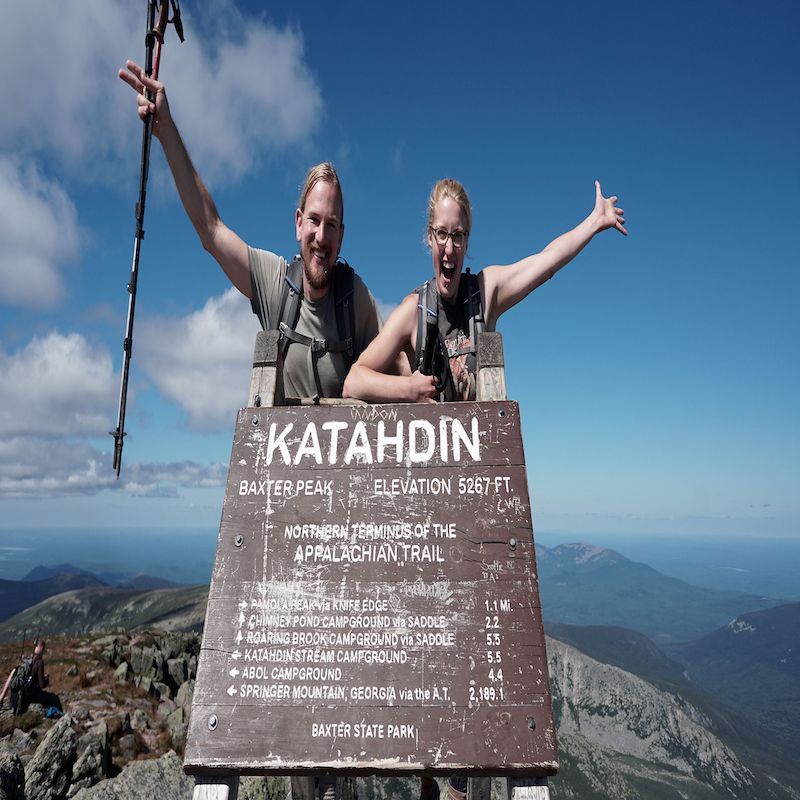 KATAHDIN
BAXTER PEAK ELEVATION 5267 FT.
NORTHERN TERMINUS OF THE
APPALACHIAN TRAIL
→ PAMOLA PEAK via KNIFE EDGE 1.1 Mi.
↑ CHIMNEY POND CAMPGROUND via SADDLE 2.2
↑ ROARING BROOK CAMPGROUND via SADDLE 5.5
← KATAHDIN STREAM CAMPGROUND 5.5
← ABOL CAMPGROUND 4.4
← SPRINGER MOUNTAIN, GEORGIA via the A.T. 2,189.1
BAXTER STATE PARK